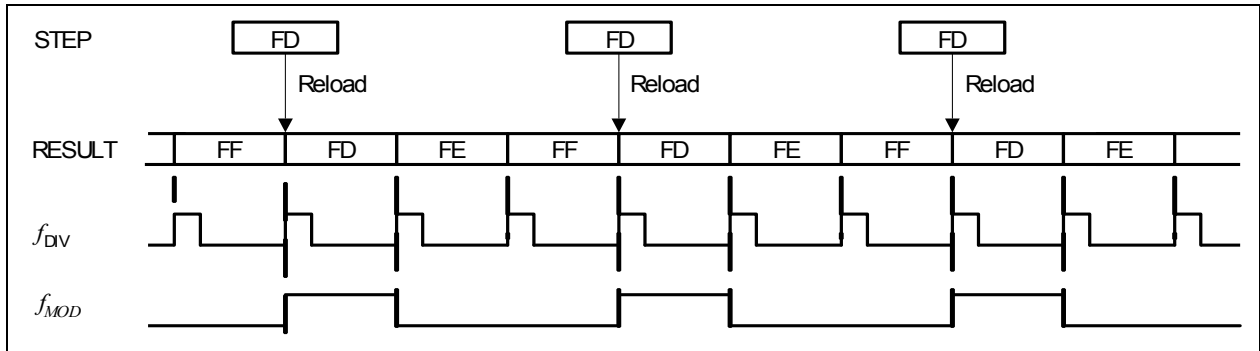 STEP FD FD FD
Reload Reload Reload
RESULT FF FD FE FF FD FE FF FD FE
fDIV
fMOD